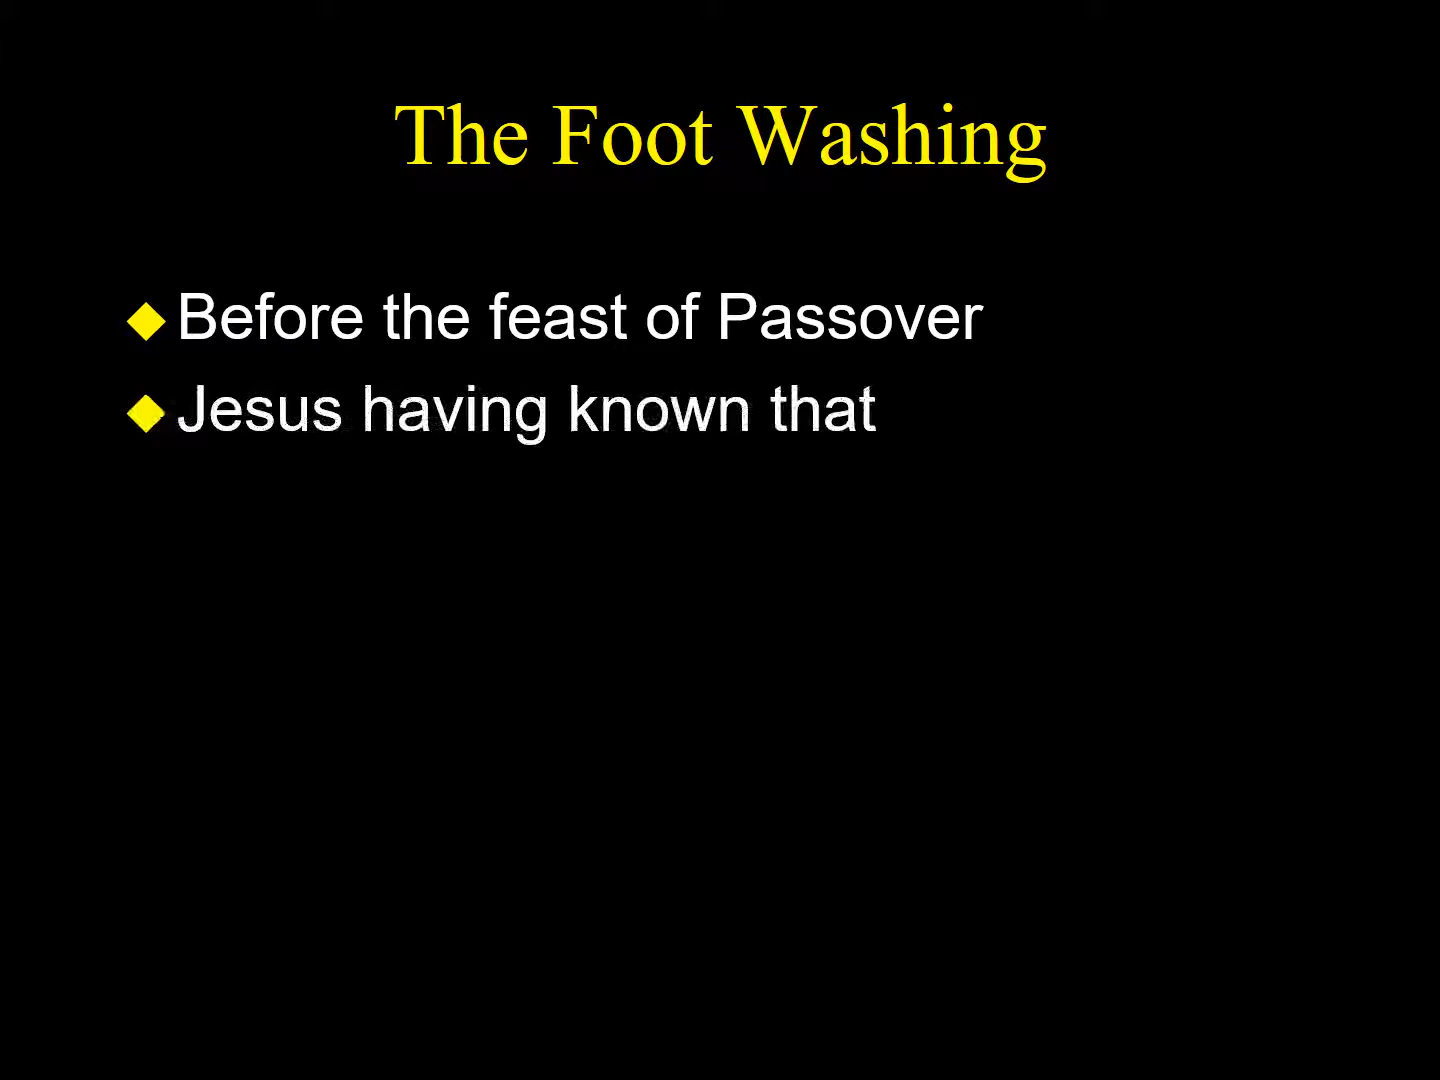 The Foot Washing
Before the feast of Passover
Jesus having known that